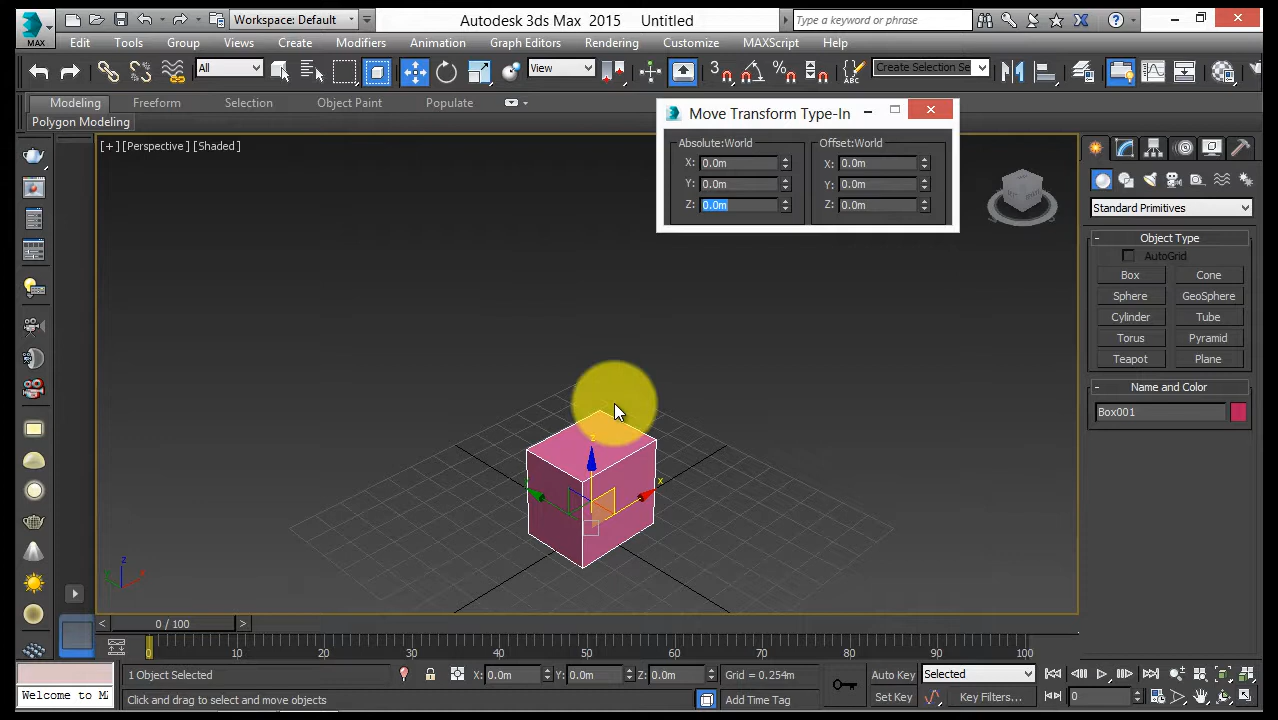 MAX
Workspace: Default
Autodesk 3ds Max 2015 Untitled
Type a keyword or phrase
Edit Tools Group Views Create Modifiers Animation Graph Editors Rendering Customize MAXScript Help
All
View
3
Create Selection Se
Modeling Freeform Selection Object Paint Populate
Polygon Modeling
Move Transform Type-In
Absolute:World Offset:World
X: 0.0m X: 0.0m
Y: 0.0m Y: 0.0m
Z: 0.0m Z: 0.0m
[+] [Perspective] [Shaded]
Standard Primitives
- Object Type
AutoGrid
Box Cone
Sphere GeoSphere
Cylinder Tube
Torus Pyramid
Teapot Plane
- Name and Color
Box001
z
x
z
x
< 0 / 100 >
0 10 20 30 40 50 60 70 80 90 100
1 Object Selected X: 0.0m Y: 0.0m Z: 0.0m Grid = 0.254m Auto Key Selected
Welcome to MA Click and drag to select and move objects Add Time Tag Set Key Key Filters... 0